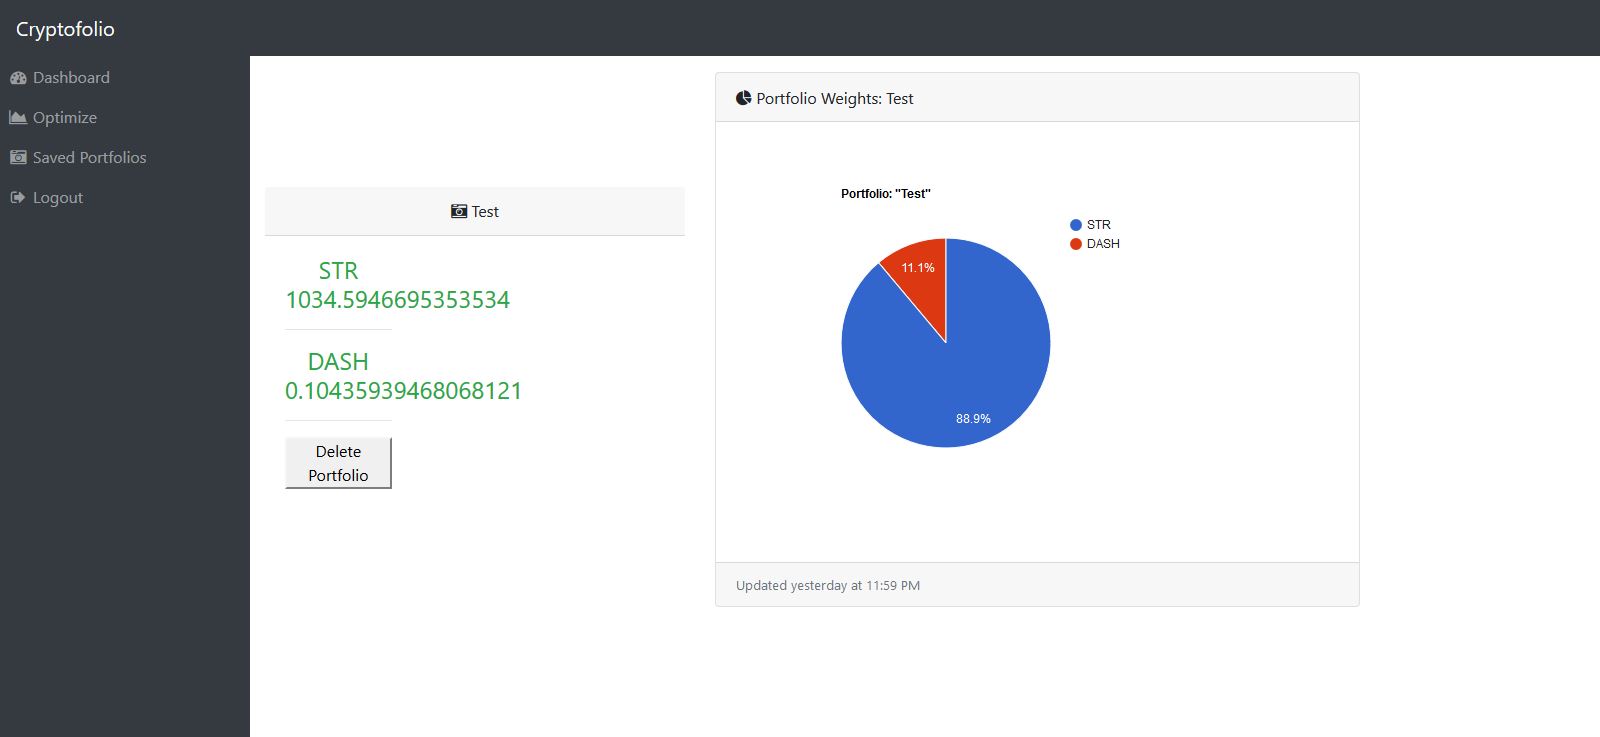 Cryptofolio
Dashboard
Optimize
Saved Portfolios
Logout
Test
STR
1034.5946695353534
DASH
0.10435939468068121
Delete
Portfolio
Portfolio Weights: Test
Portfolio: "Test"
STR
DASH
11.1%
88.9%
Updated yesterday at 11:59 PM